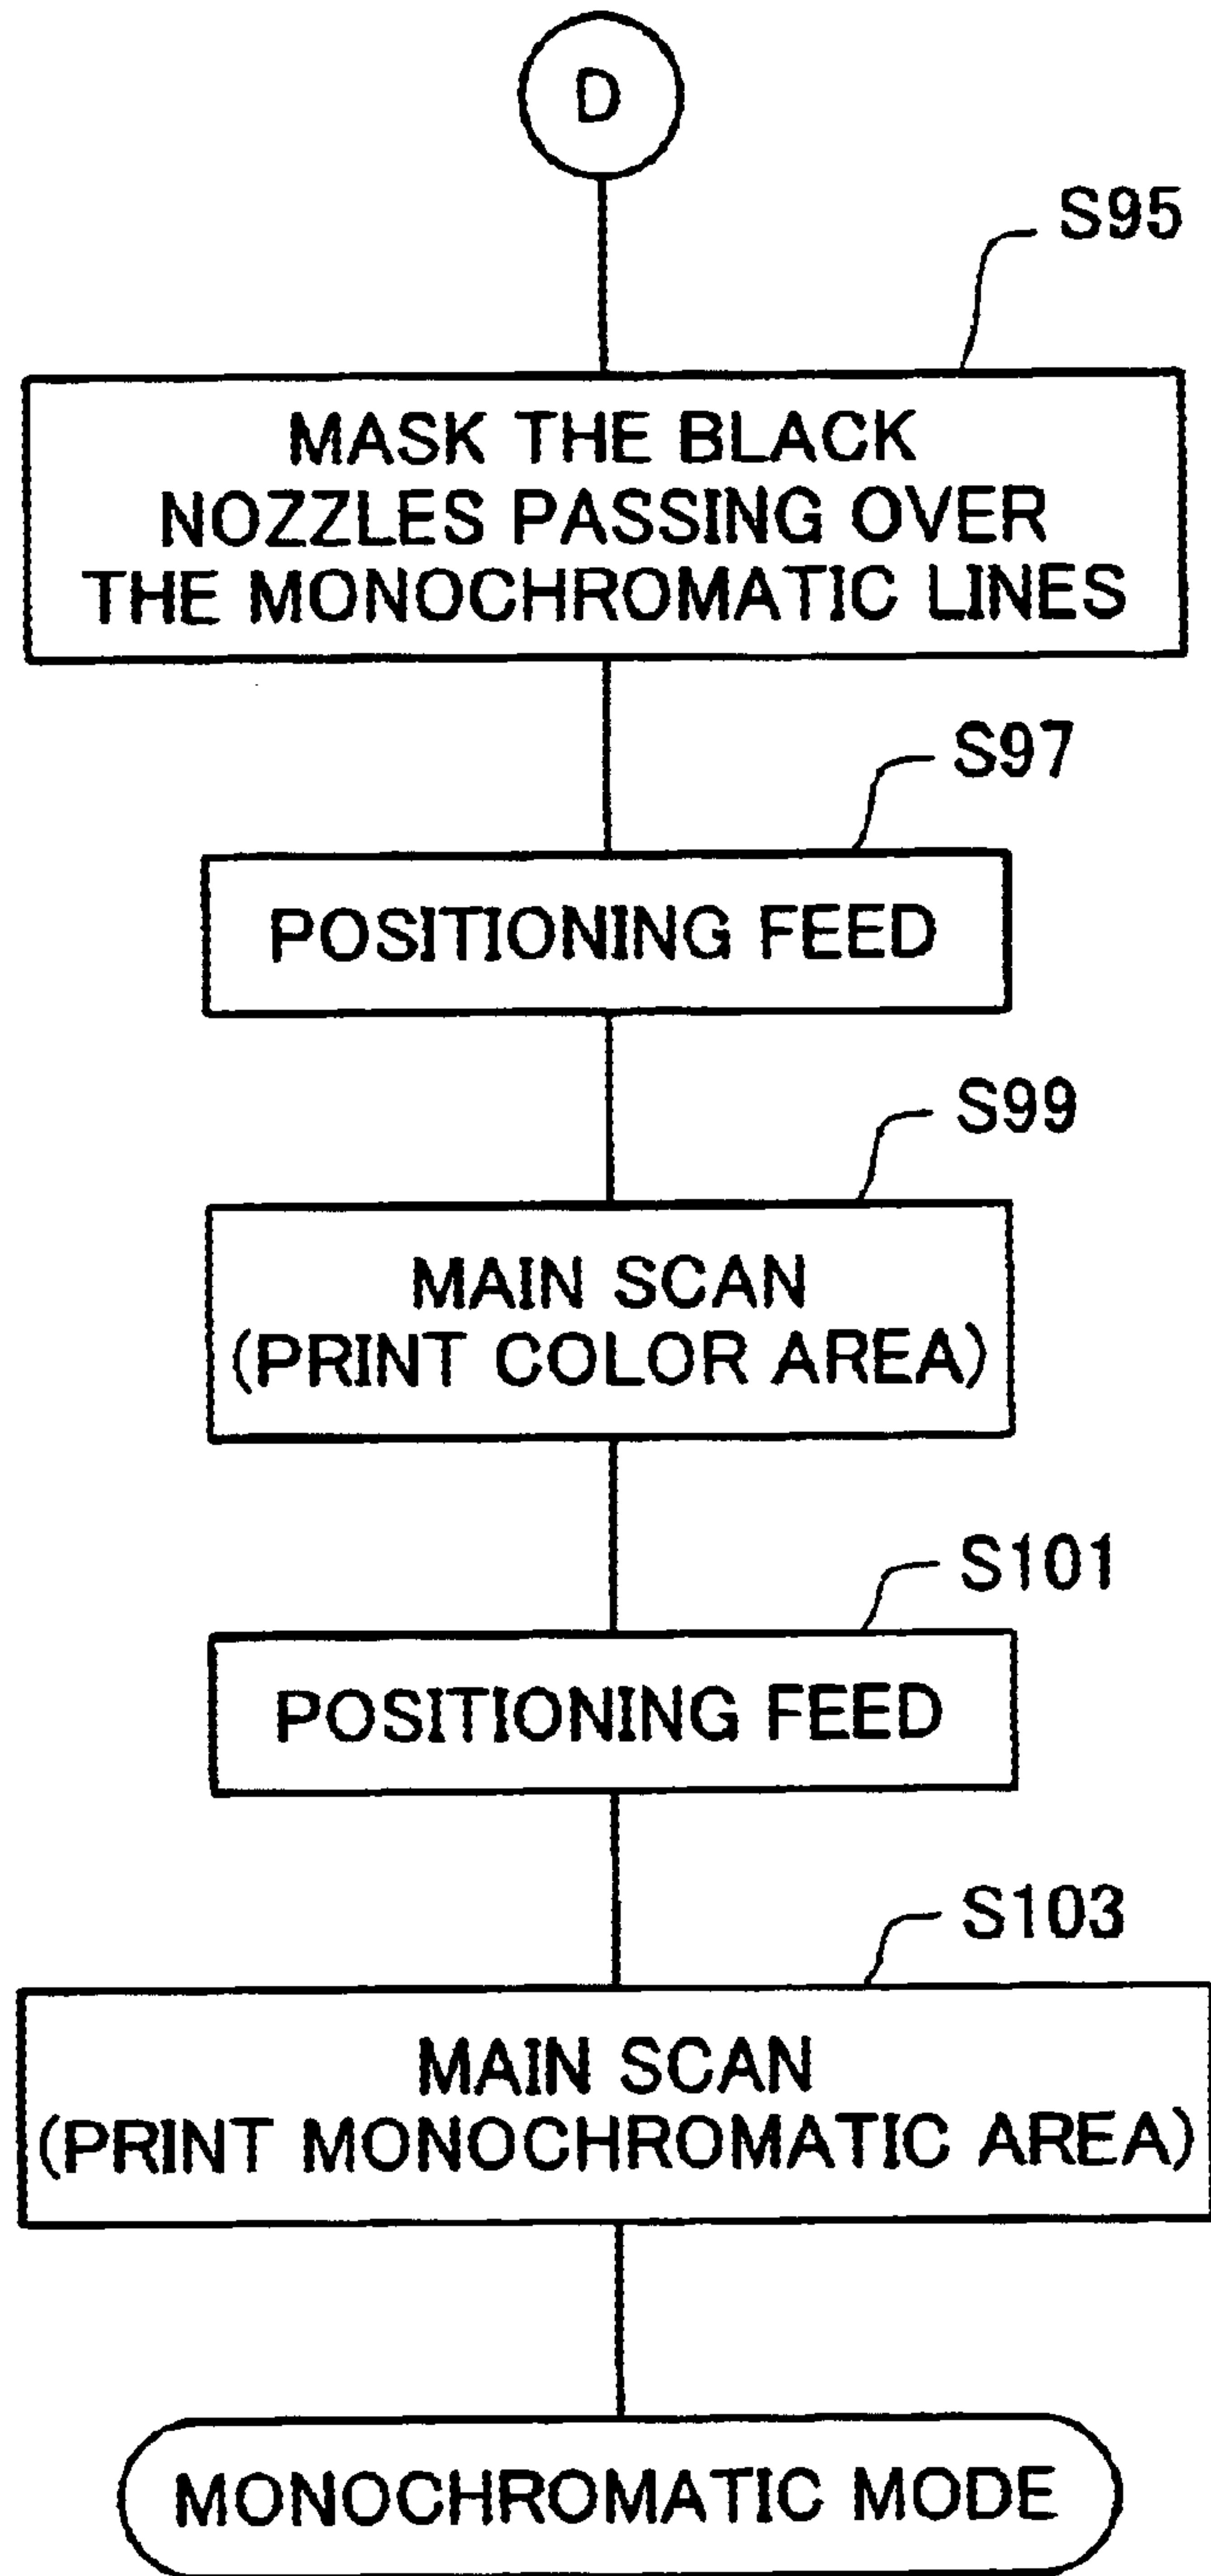 D
S95
MASK THE BLACK
NOZZLES PASSING OVER
THE MONOCHROMATIC LINES
S97
POSITIONING FEED
S99
MAIN SCAN
(PRINT COLOR AREA)
S101
POSITIONING FEED
S103
MAIN SCAN
(PRINT MONOCHROMATIC AREA)
MONOCHROMATIC MODE